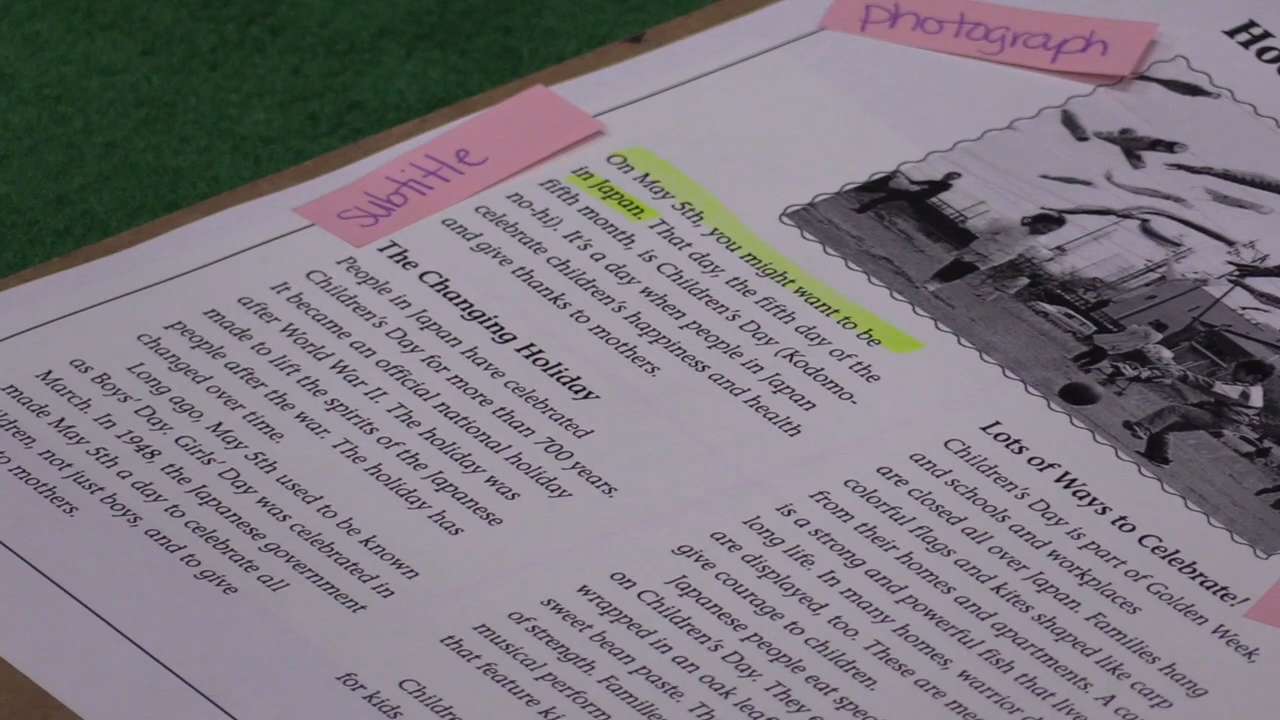 photograph
subtitle
On May 5th, you might want to be
in Japan. That day, the fifth day of the
fifth month, is Children's Day (Kodomo-
no-hi). It's a day when people in Japan
celebrate children's happiness and health
and give thanks to mothers.
The Changing Holiday
People in Japan have celebrated
Children's Day for more than 700 years.
It became an official national holiday
after World War II. The holiday was
made to lift the spirits of the Japanese
people after the war. The holiday has
changed over time.
Long ago, May 5th used to be known
as Boys' Day. Girls' Day was celebrated in
March. In 1948, the Japanese government
made May 5th a day to celebrate all
not just boys, and to give
to mothers.
Lots of Ways to Celebrate!
Children's Day is part of Golden Week,
and schools and workplaces
are closed all over Japan. Families hang
colorful flags and kites shaped like carp
from their homes and apartments. A
is a strong and powerful fish that
long life. In many homes, warrior
are displayed, too. These are
give courage to children.
Japanese people eat
on Children's Day. They
wrapped in an oak
sweet bean paste.
of strength. Families
musical
that feature
for kids